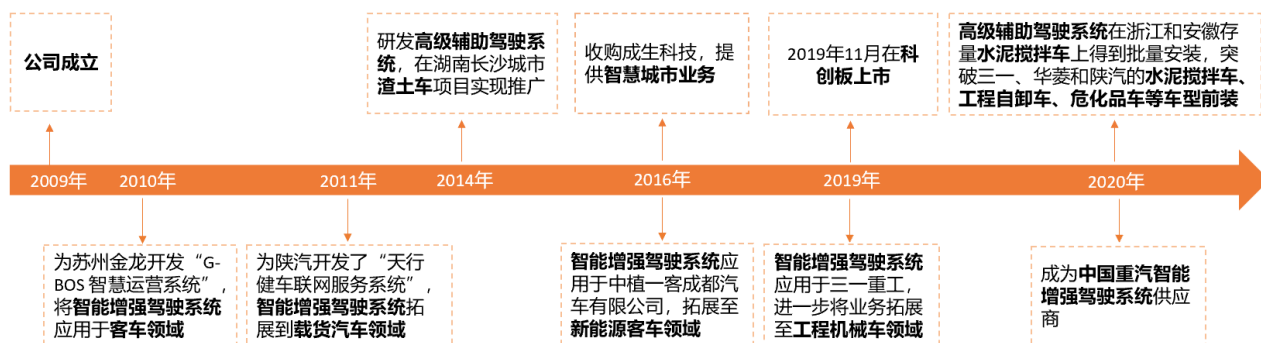 公司成立
研发高级辅助驾驶系
统，在湖南长沙城市
渣土车项目实现推广
收购成生科技，提
供智慧城市业务
2019年11月在科
创板上市
高级辅助驾驶系统在浙江和安徽存
量水泥搅拌车上得到批量安装，突
破三一、华菱和陕汽的水泥搅拌车、
工程自卸车、危化品车等车型前装
2009年
2010年
2011年
2014年
2016年
2019年
2020年
为苏州金龙开发“G-
BOS 智慧运营系统”，
将智能增强驾驶系统
应用于客车领域
为陕汽开发了“天行
健车联网服务系统”，
智能增强驾驶系统拓
展到载货汽车领域
智能增强驾驶系统应
用于中植一客成都汽
车有限公司，拓展至
新能源客车领域
智能增强驾驶系统
应用于三一重工，
进一步将业务拓展
至工程机械车领域
成为中国重汽智能
增强驾驶系统供应
商